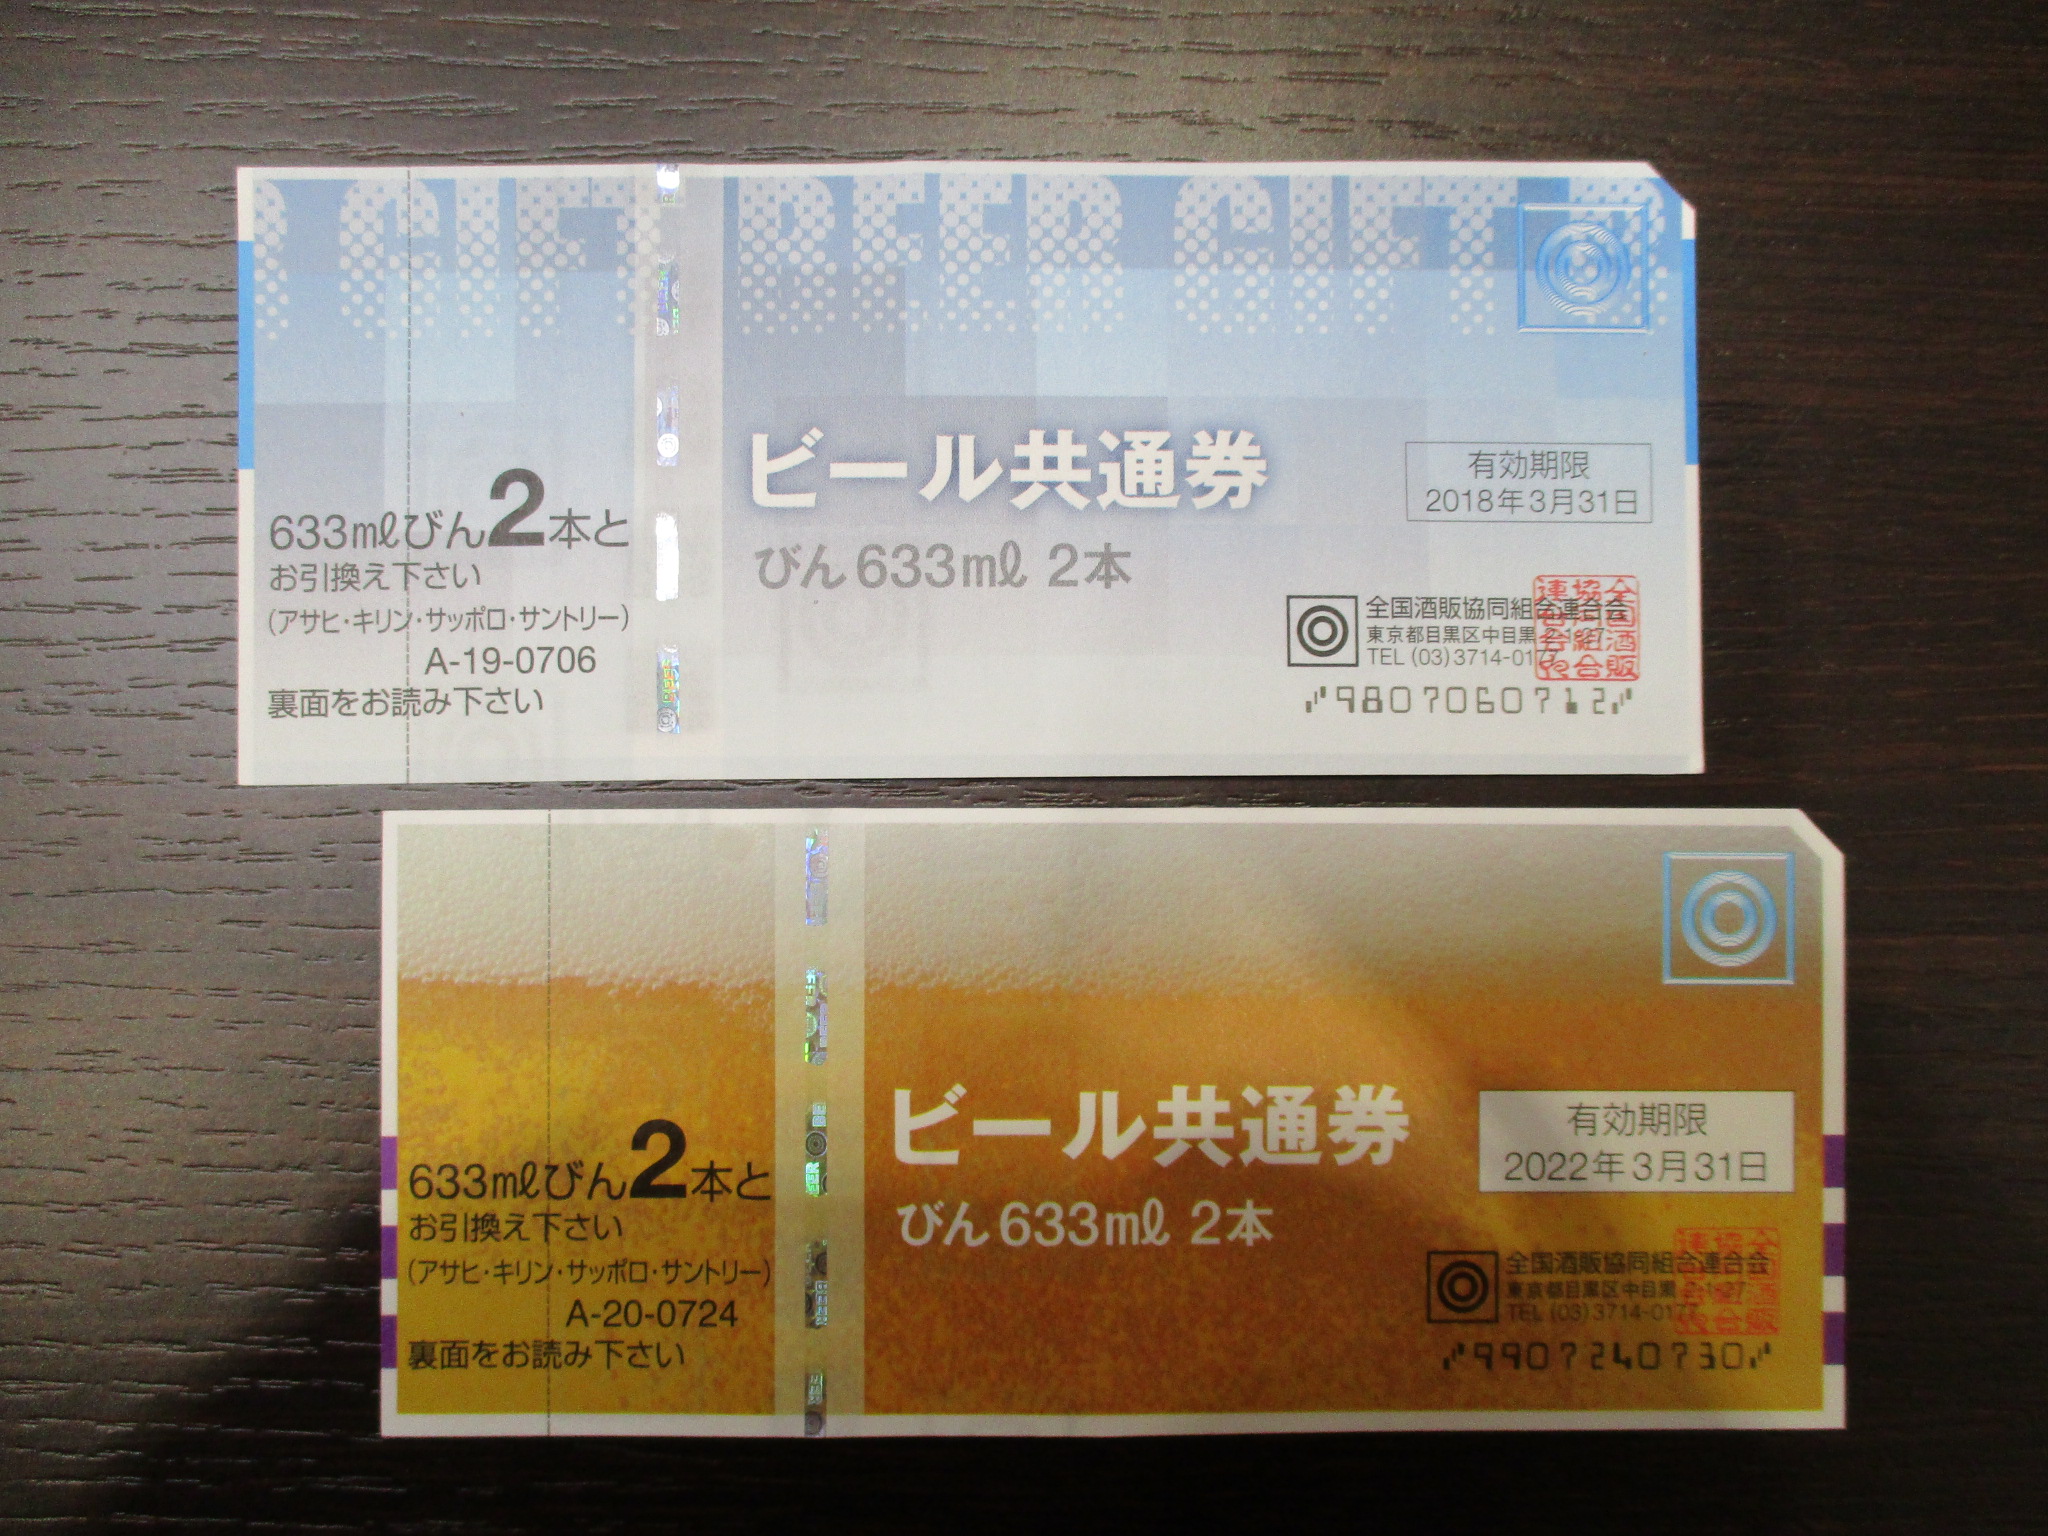 BEER GIFT
633mlびん2本と
お引換え下さい
(アサヒ・キリン・サッポロ・サントリー)
A-19-0706
裏面をお読み下さい
ビール共通券
びん633ml 2本
有効期限
2018年3月31日
全国酒販協同組合連合会
東京都目黒区中目黒2-1-27
TEL (03)3714-0177
9807060712
633mlびん2本と
お引換え下さい
(アサヒ・キリン・サッポロ・サントリー)
A-20-0724
裏面をお読み下さい
ビール共通券
びん633ml 2本
有効期限
2022年3月31日
全国酒販協同組合連合会
東京都目黒区中目黒2-1-27
TEL (03)3714-0177
9907240730